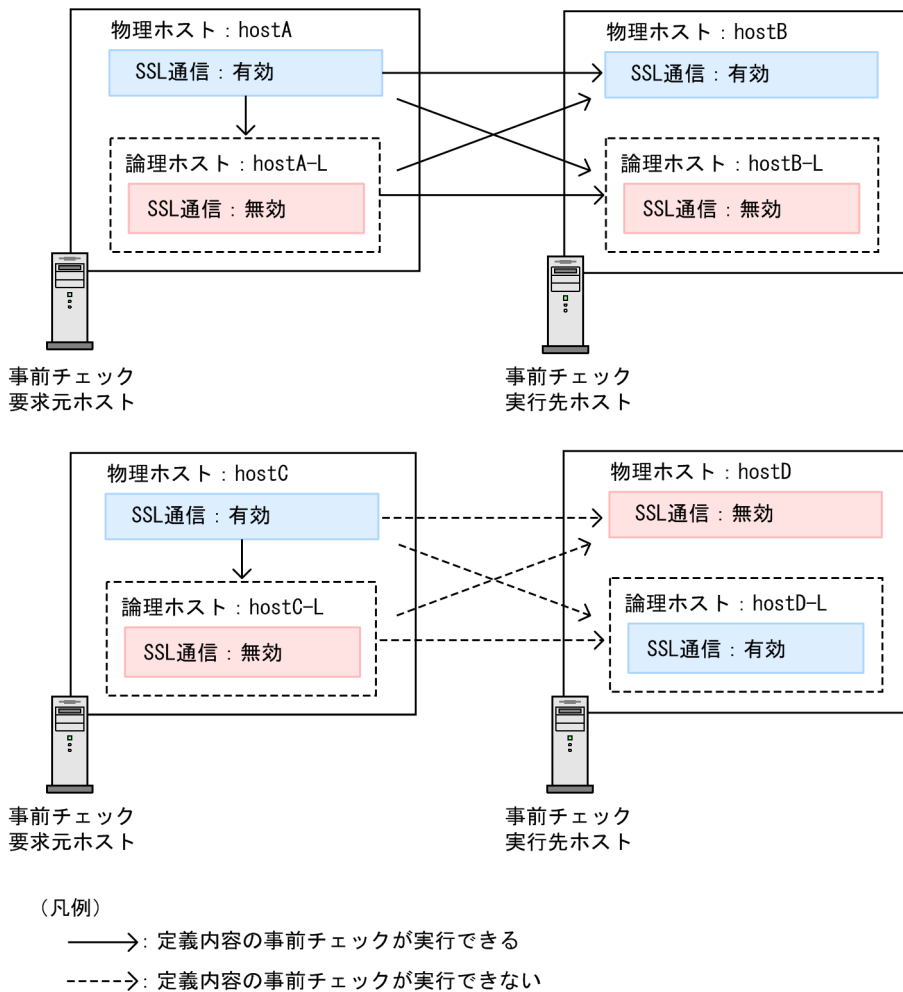 物理ホスト：hostA
SSL通信：有効
論理ホスト：hostA-L
SSL通信：無効
事前チェック
要求元ホスト
物理ホスト：hostB
SSL通信：有効
論理ホスト：hostB-L
SSL通信：無効
事前チェック
実行先ホスト
物理ホスト：hostC
SSL通信：有効
論理ホスト：hostC-L
SSL通信：無効
事前チェック
要求元ホスト
物理ホスト：hostD
SSL通信：無効
論理ホスト：hostD-L
SSL通信：有効
事前チェック
実行先ホスト
（凡例）
：定義内容の事前チェックが実行できる
：定義内容の事前チェックが実行できない